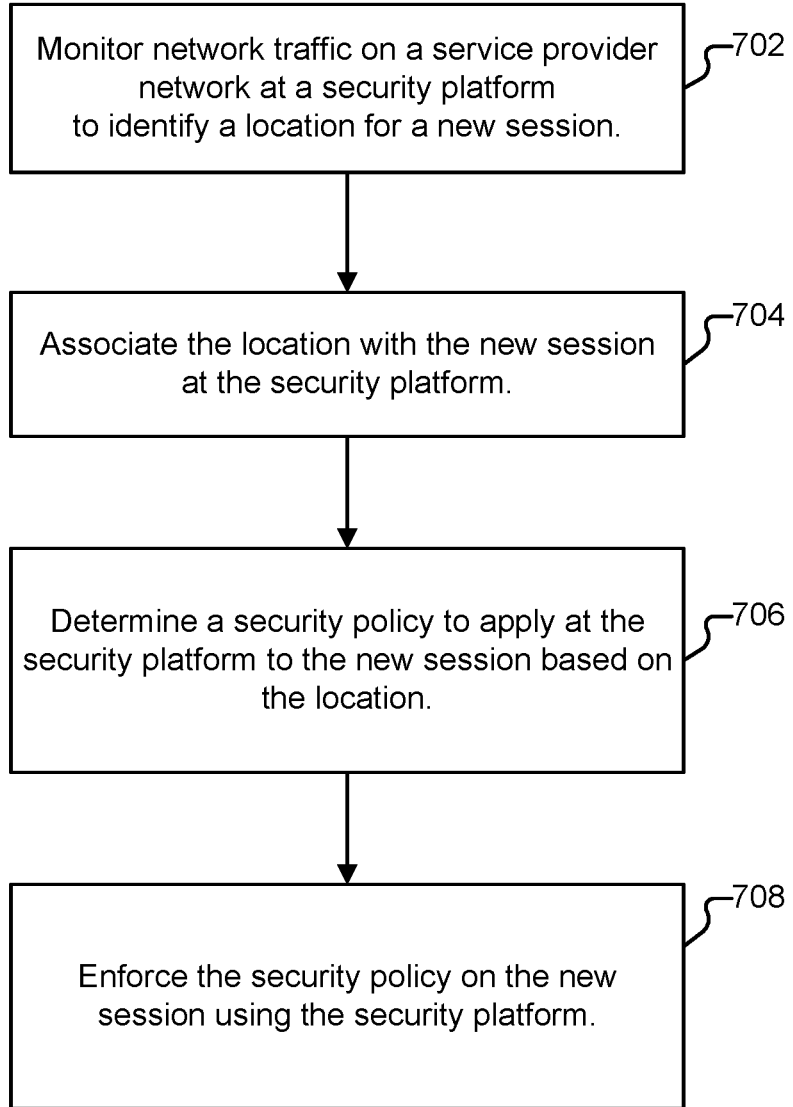 Monitor network traffic on a service provider
network at a security platform
to identify a location for a new session.
702
Associate the location with the new session
at the security platform.
704
Determine a security policy to apply at the
security platform to the new session based on
the location.
706
Enforce the security policy on the new
session using the security platform.
708